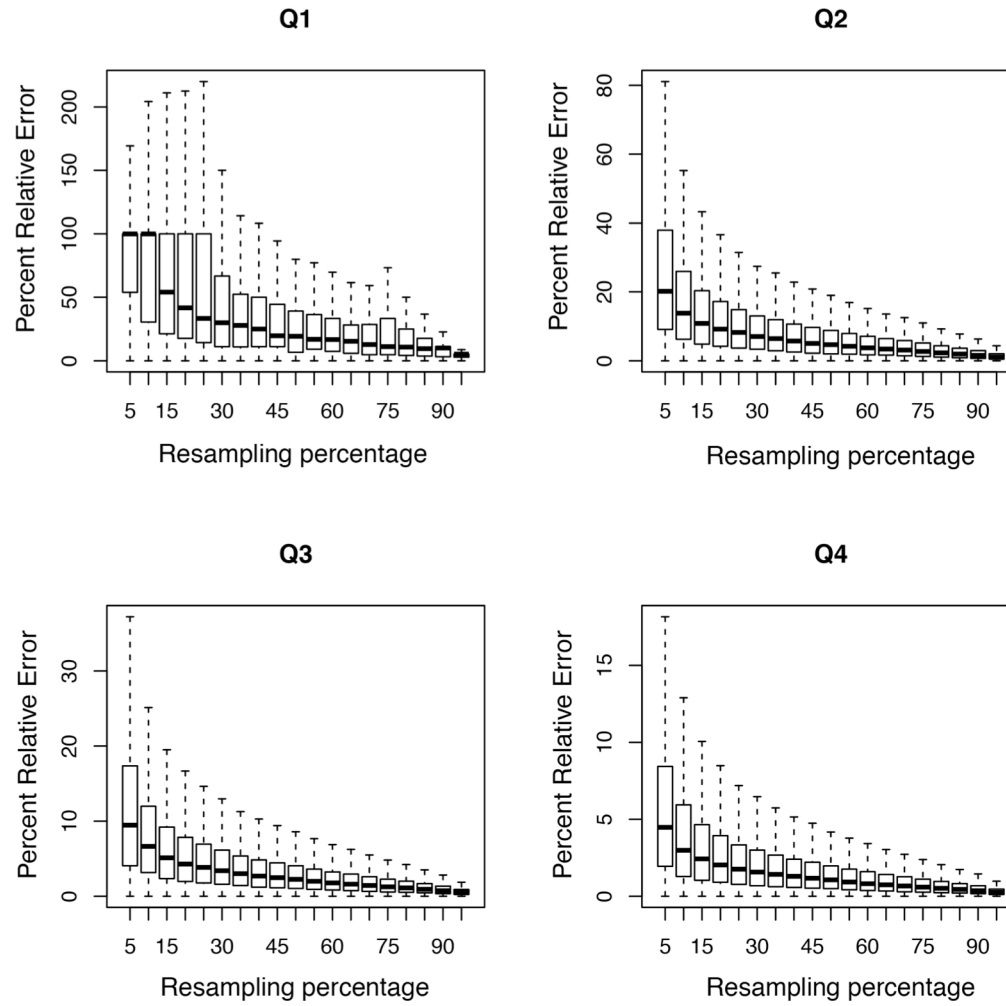 Q1
Percent Relative Error
200
150
100
50
0
5 15 30 45 60 75 90
Resampling percentage
Q2
Percent Relative Error
80
60
40
20
0
5 15 30 45 60 75 90
Resampling percentage
Q3
Percent Relative Error
30
20
10
0
5 15 30 45 60 75 90
Resampling percentage
Q4
Percent Relative Error
15
10
5
0
5 15 30 45 60 75 90
Resampling percentage